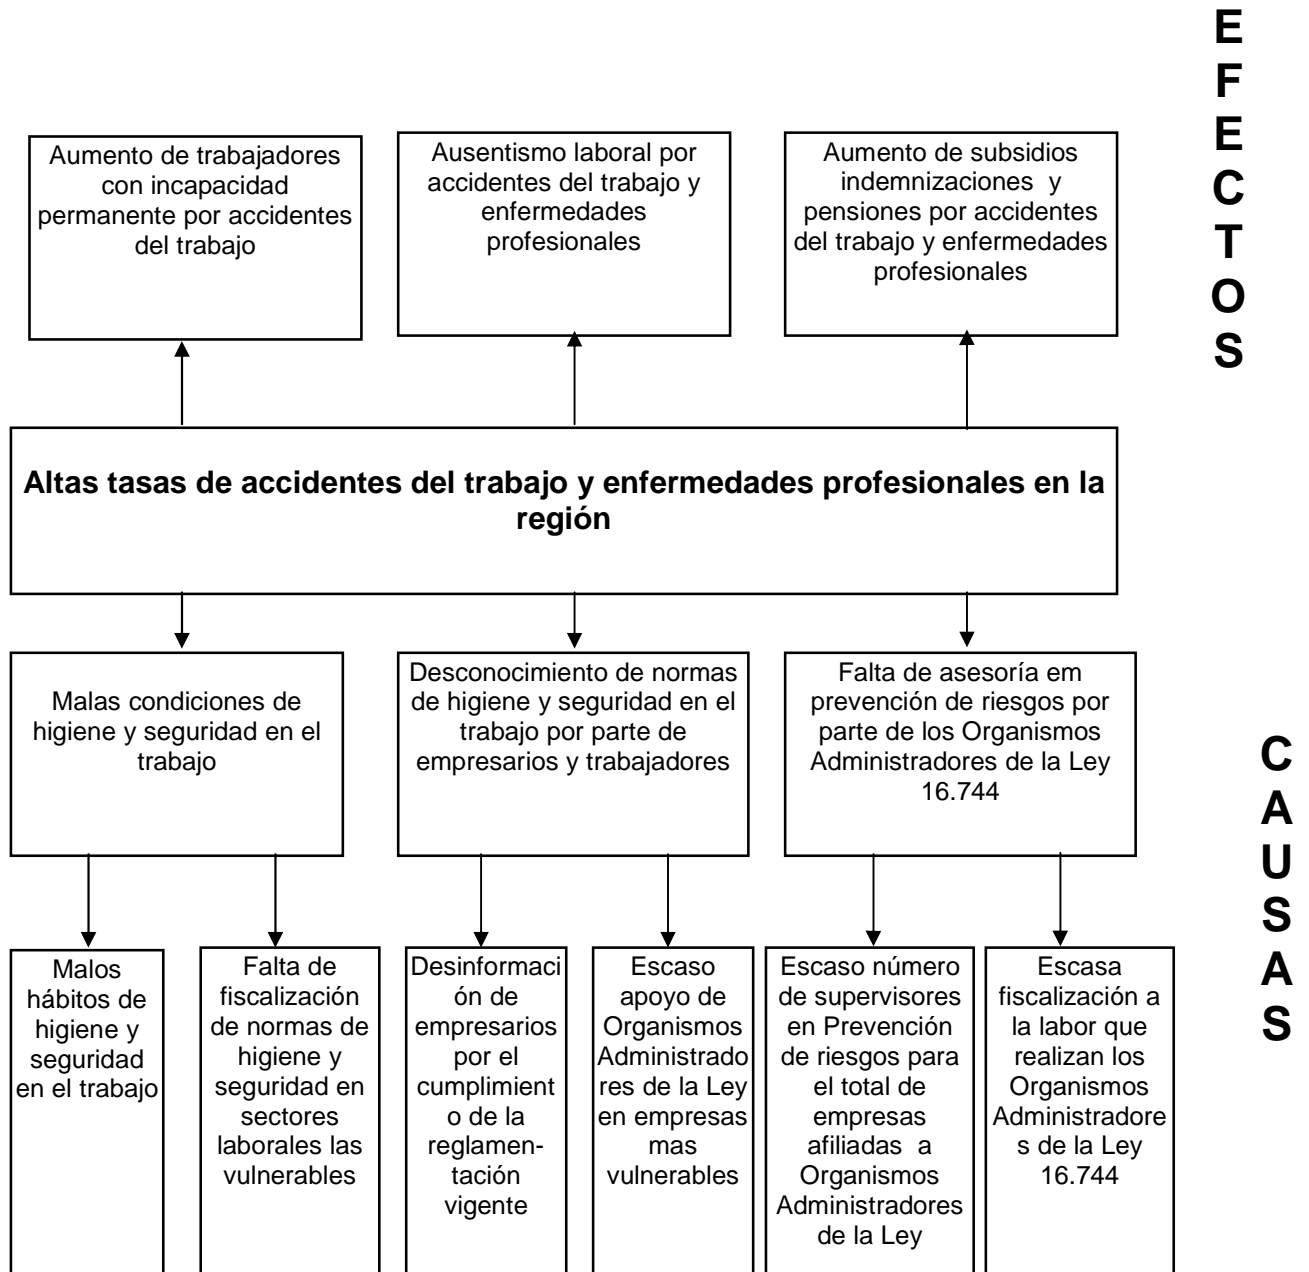 E
F
E
C
T
O
S
Aumento de trabajadores
con incapacidad
permanente por accidentes
del trabajo
Ausentismo laboral por
accidentes del trabajo y
enfermedades
profesionales
Aumento de subsidios
indemnizaciones y
pensiones por accidentes
del trabajo y enfermedades
profesionales
Altas tasas de accidentes del trabajo y enfermedades profesionales en la
región
Malas condiciones de
higiene y seguridad en el
trabajo
Desconocimiento de normas
de higiene y seguridad en el
trabajo por parte de
empresarios y trabajadores
Falta de asesoría em
prevención de riesgos por
parte de los Organismos
Administradores de la Ley
16.744
C
A
U
S
A
S
Malos
hábitos de
higiene y
seguridad
en el trabajo
Falta de
fiscalización
de normas de
higiene y
seguridad en
sectores
laborales las
vulnerables
Desinformaci
ón de
empresarios
por el
cumplimient
o de la
reglamen-
tación
vigente
Escaso
apoyo de
Organismos
Administrado
res de la Ley
en empresas
mas
vulnerables
Escaso número
de supervisores
en Prevención
de riesgos para
el total de
empresas
afiliadas a
Organismos
Administradores
de la Ley
Escasa
fiscalización a
la labor que
realizan los
Organismos
Administradore
s de la Ley
16.744